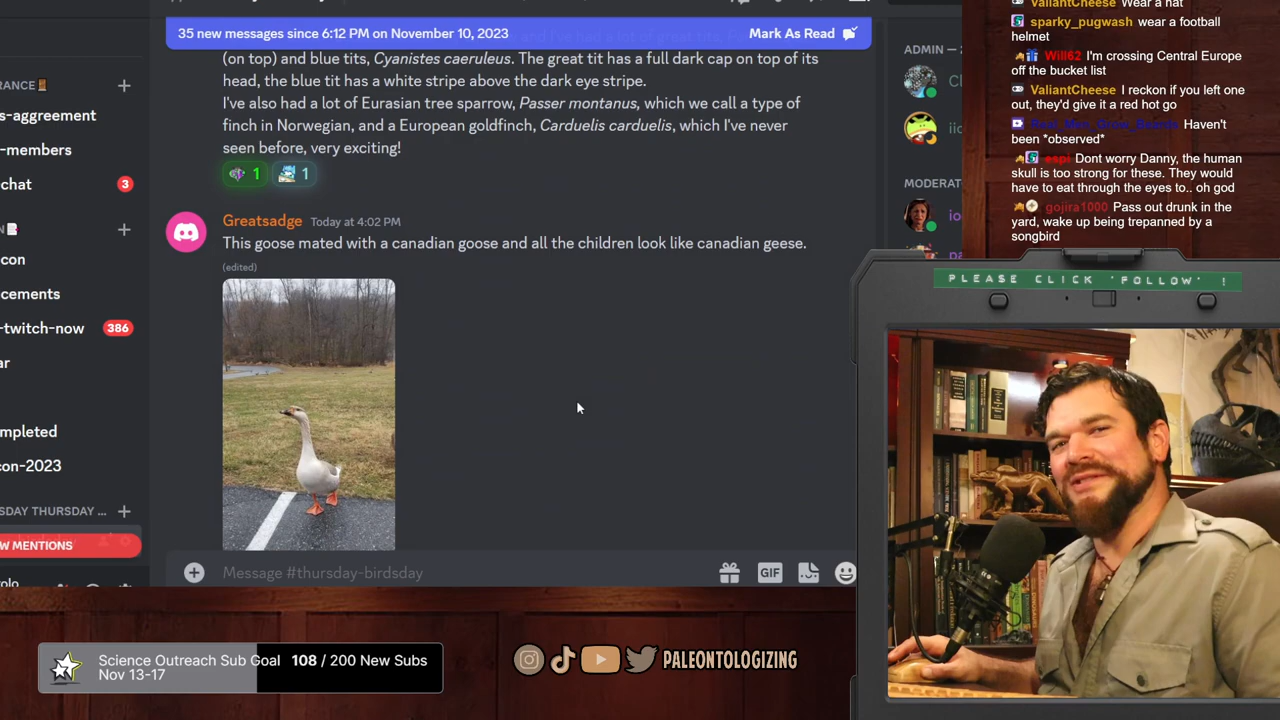 35 new messages since 6:12 PM on November 10, 2023
Mark As Read
(on top) and blue tits, Cyanistes caeruleus. The great tit has a full dark cap on top of its
head, the blue tit has a white stripe above the dark eye stripe.
I've also had a lot of Eurasian tree sparrow, Passer montanus, which we call a type of
finch in Norwegian, and a European goldfinch, Carduelis carduelis, which I've never
seen before, very exciting!
1 1
Greatsadge Today at 4:02 PM
This goose mated with a canadian goose and all the children look like canadian geese.
(edited)
Message #thursday-birdsday
GIF
RANCE
s-aggreement
-members
chat 3
N
con
cements
-twitch-now 386
ar
mpleted
con-2023
SDAY THURSDAY ...
W MENTIONS
ADMIN —
MODERAT
ValiantCheese Wear a hat
sparky_pugwash wear a football
helmet
Will62 I'm crossing Central Europe
off the bucket list
ValiantCheese I reckon if you left one
out, they'd give it a red hot go
Real_Men_Grow_Beards Haven't
been *observed*
espi Dont worry Danny, the human
skull is too strong for these. They would
have to eat through the eyes to.. oh god
gojira1000 Pass out drunk in the
yard, wake up being trepanned by a
songbird
PLEASE CLICK 'FOLLOW' !
Science Outreach Sub Goal 108 / 200 New Subs
Nov 13-17
PALEONTOLOGIZING